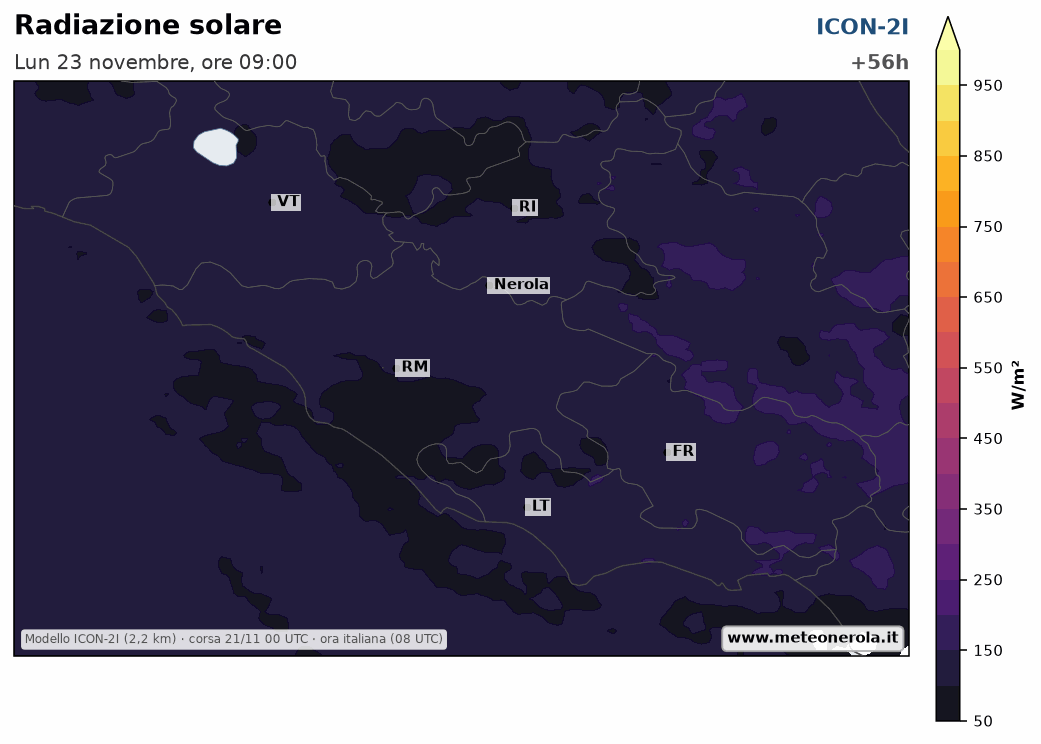 Radiazione solare
ICON-2I
Lun 23 novembre, ore 09:00
+56h
VT
RI
Nerola
RM
FR
LT
950
850
750
650
550
450
350
250
150
50
W/m²
Modello ICON-2I (2,2 km) · corsa 21/11 00 UTC · ora italiana (08 UTC)
www.meteonerola.it